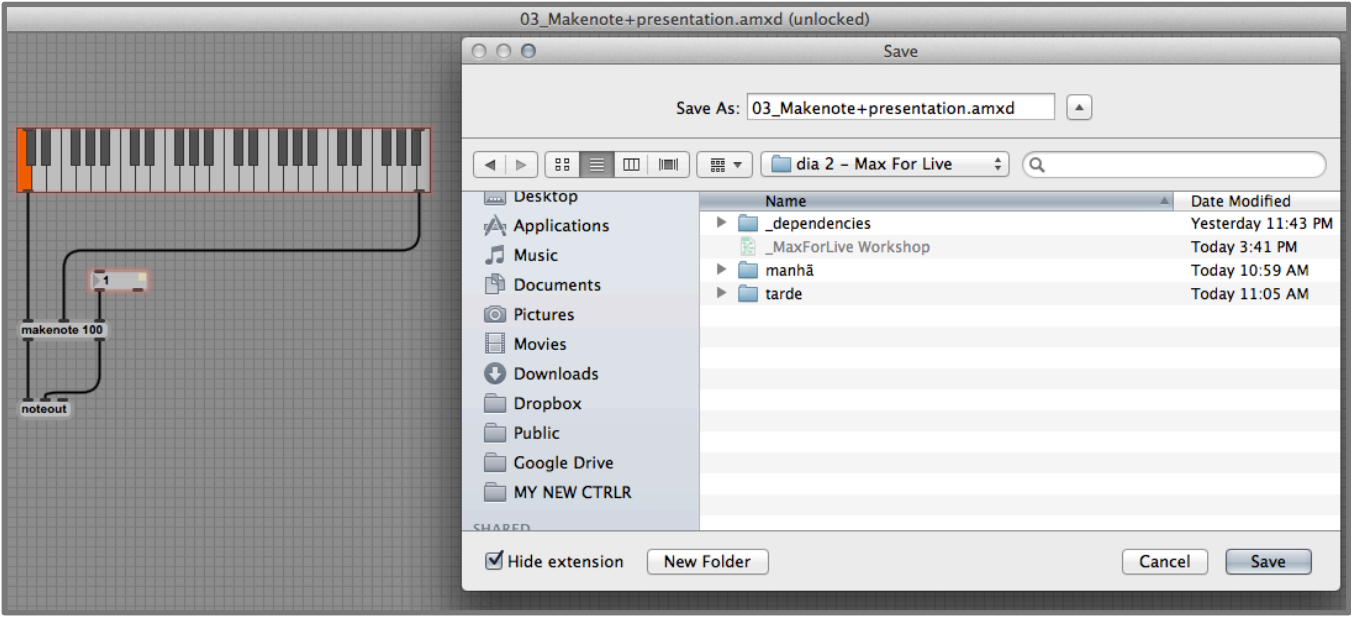 03_Makenote+presentation.amxd (unlocked)
Save
Save As: 03_Makenote+presentation.amxd
dia 2 – Max For Live
Desktop
Applications
Music
Documents
Pictures
Movies
Downloads
Dropbox
Public
Google Drive
MY NEW CTRLR
SHARED
Name Date Modified
_dependencies Yesterday 11:43 PM
_MaxForLive Workshop Today 3:41 PM
manhã Today 10:59 AM
tarde Today 11:05 AM
Hide extension New Folder Cancel Save
1
makenote 100
noteout